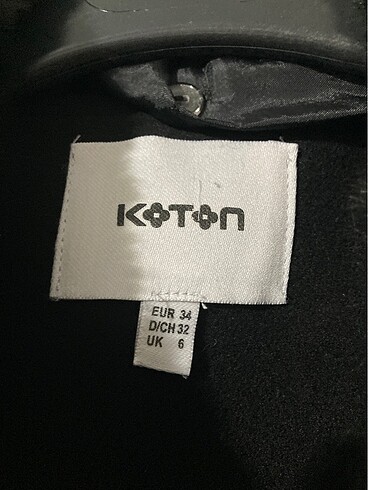 KOTON
EUR 34
D/CH 32
UK 6